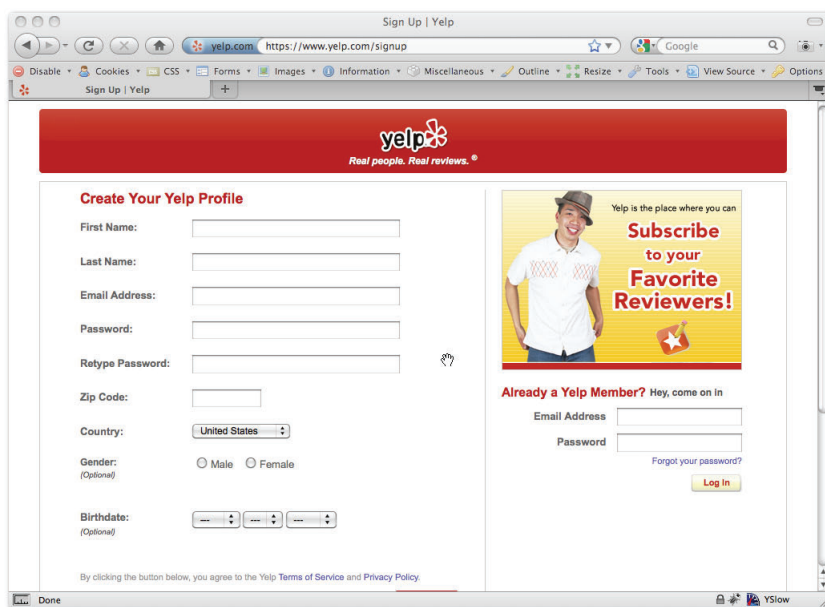 Sign Up | Yelp
yelp.com https://www.yelp.com/signup Google
Disable Cookies CSS Forms Images Information Miscellaneous Outline Resize Tools View Source Options
Sign Up | Yelp +
yelp
Real people. Real reviews. ®
Create Your Yelp Profile
First Name:
Last Name:
Email Address:
Password:
Retype Password:
Zip Code:
Country: United States
Gender: Male Female
(Optional)
Birthdate: --- --- ---
(Optional)
By clicking the button below, you agree to the Yelp Terms of Service and Privacy Policy.
Yelp is the place where you can
Subscribe
to your
Favorite
Reviewers!
Already a Yelp Member? Hey, come on in
Email Address
Password
Forgot your password?
Log In
Done YSlow